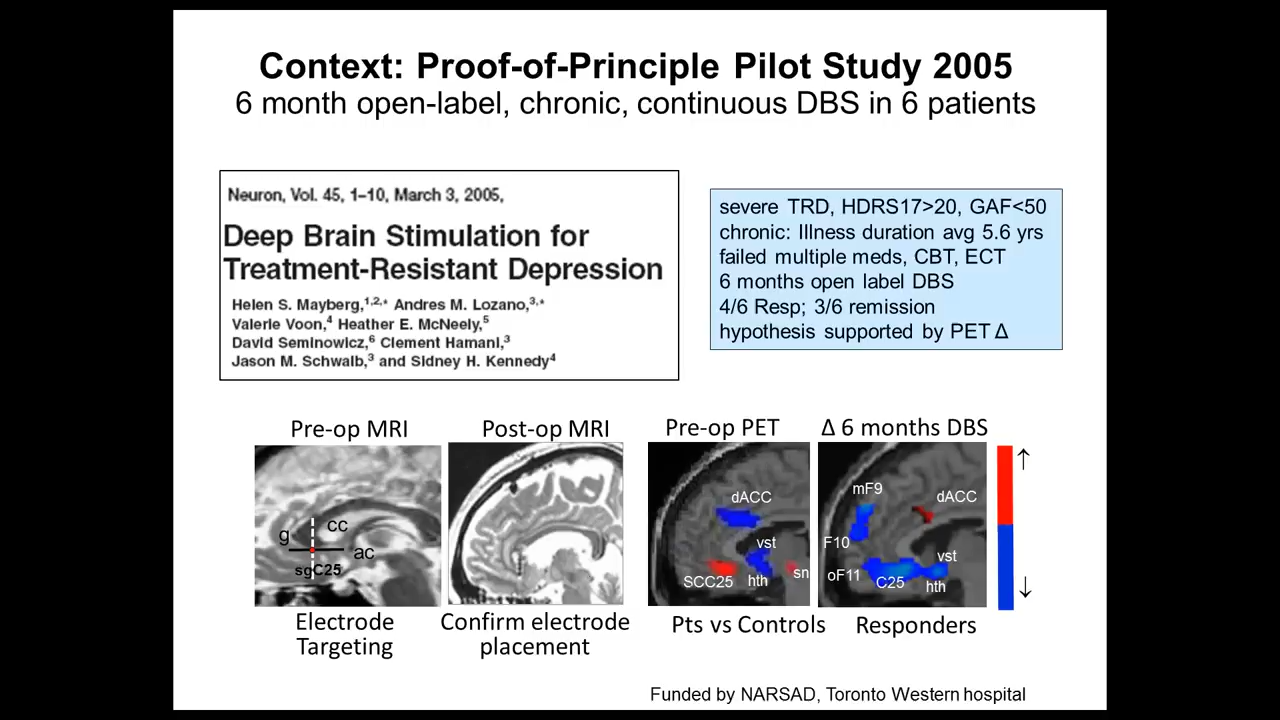 Context: Proof-of-Principle Pilot Study 2005
6 month open-label, chronic, continuous DBS in 6 patients
Neuron, Vol. 45, 1–10, March 3, 2005,
Deep Brain Stimulation for
Treatment-Resistant Depression
Helen S. Mayberg,1,2,* Andres M. Lozano,3,*
Valerie Voon,4 Heather E. McNeely,5
David Seminowicz,6 Clement Hamani,3
Jason M. Schwalb,3 and Sidney H. Kennedy4
severe TRD, HDRS17>20, GAF<50
chronic: Illness duration avg 5.6 yrs
failed multiple meds, CBT, ECT
6 months open label DBS
4/6 Resp; 3/6 remission
hypothesis supported by PET Δ
Pre-op MRI
g
cc
ac
sgC25
Electrode
Targeting
Post-op MRI
Confirm electrode
placement
Pre-op PET
dACC
vst
SCC25
hth
sn
Pts vs Controls
Δ 6 months DBS
mF9
dACC
F10
vst
oF11
C25
hth
Responders
↑
↓
Funded by NARSAD, Toronto Western hospital